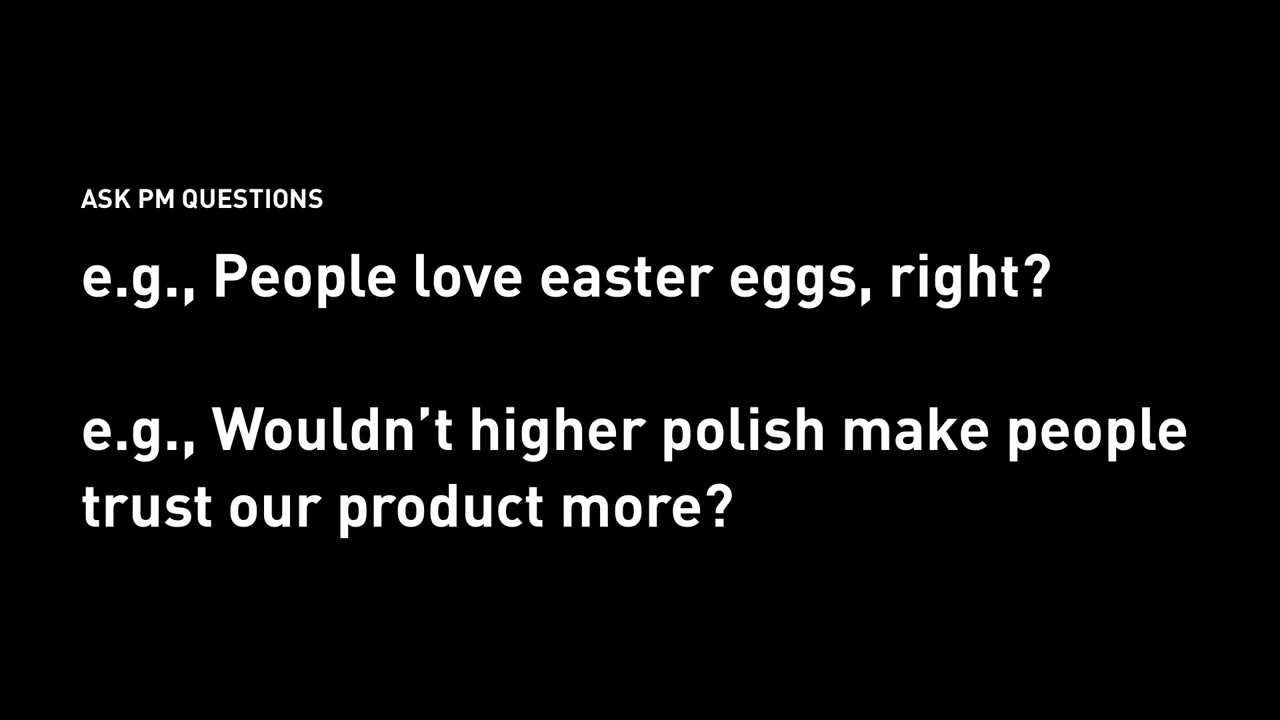 ASK PM QUESTIONS
e.g., People love easter eggs, right?
e.g., Wouldn’t higher polish make people
trust our product more?